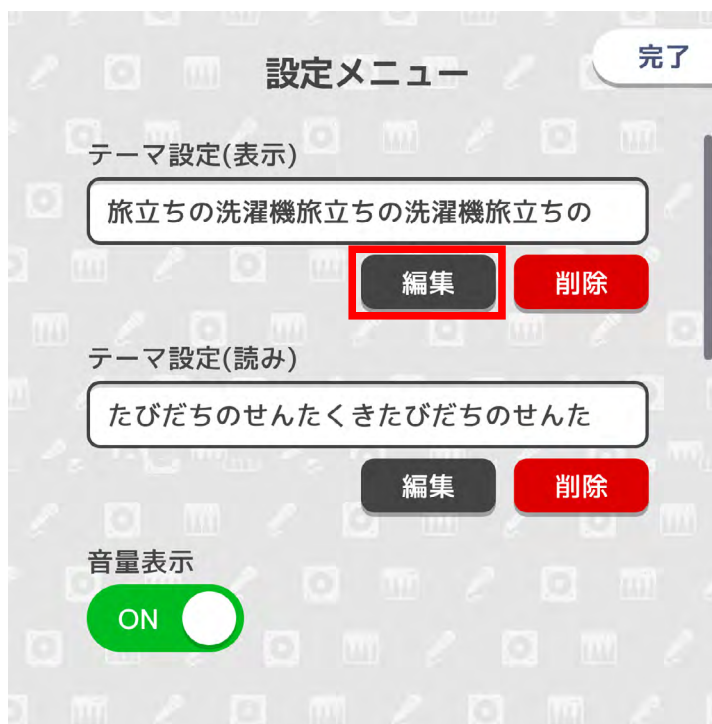 設定メニュー
完了
テーマ設定(表示)
旅立ちの洗濯機旅立ちの洗濯機旅立ちの
編集 削除
テーマ設定(読み)
たびだちのせんたくきたびだちのせんた
編集 削除
音量表示
ON